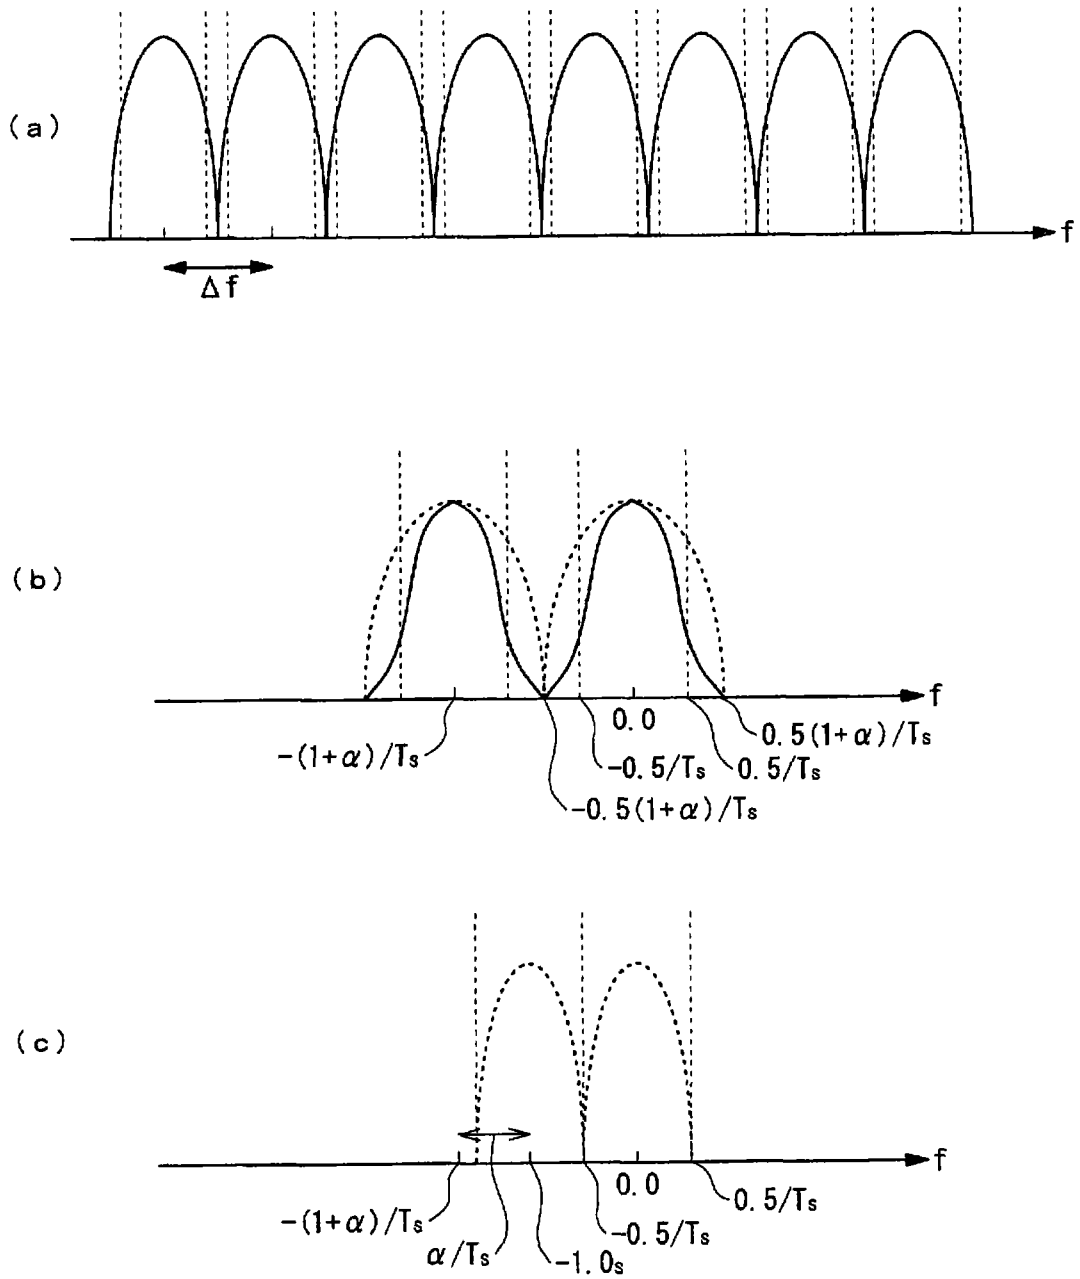 (a)
f
Δf
(b)
f
0.0
0.5(1+α)/Ts
-(1+α)/Ts
-0.5/Ts
0.5/Ts
-0.5(1+α)/Ts
(c)
f
0.0
0.5/Ts
-(1+α)/Ts
-0.5/Ts
α/Ts
-1.0s